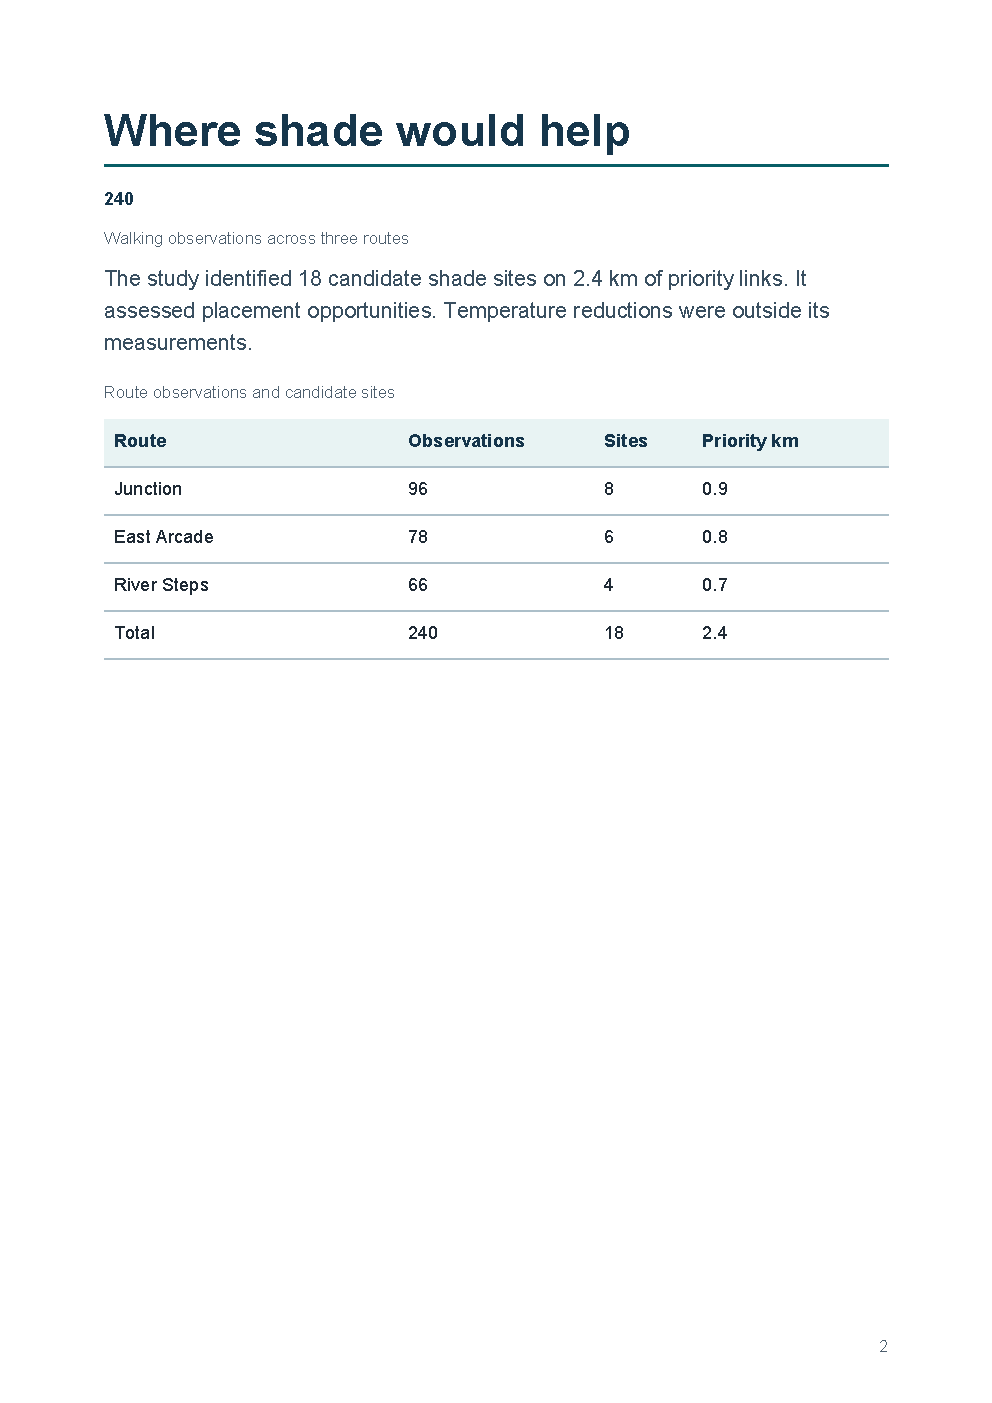 Where shade would help
240
Walking observations across three routes
The study identified 18 candidate shade sites on 2.4 km of priority links. It
assessed placement opportunities. Temperature reductions were outside its
measurements.
Route observations and candidate sites
Route Observations Sites Priority km
Junction 96 8 0.9
East Arcade 78 6 0.8
River Steps 66 4 0.7
Total 240 18 2.4
2